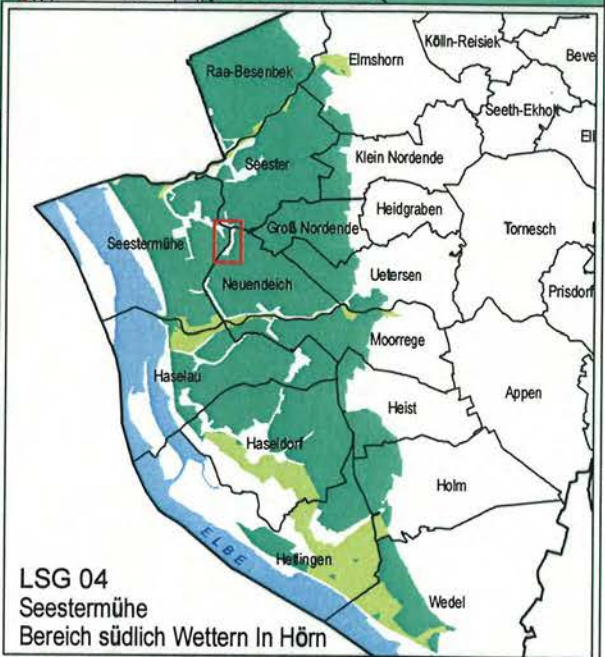 Kölln-Reisiek
Elmshorn
Beve
Raa-Besenbek
Seeth-Ekholt
Ell
Klein Nordende
Seester
Heidgraben
Tornesch
Groß Nordende
Seestermühe
Uetersen
Neuendeich
Prisdorf
Moorrege
Haselau
Appen
Heist
Haseldorf
Holm
ELBE
Hetlingen
Wedel
LSG 04
Seestermühe
Bereich südlich Wettern In Hörn